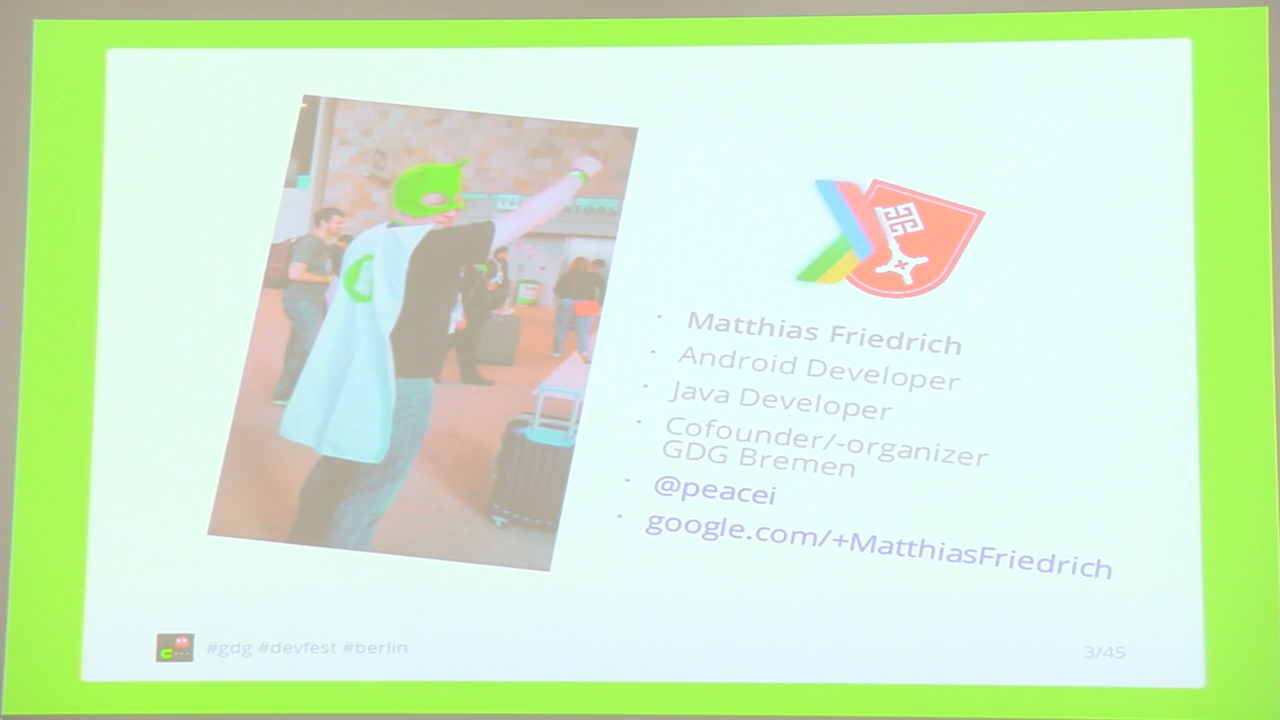 Matthias Friedrich
Android Developer
Java Developer
Cofounder/-organizer
GDG Bremen
@peacei
google.com/+MatthiasFriedrich
#gdg #devfest #berlin
3/45